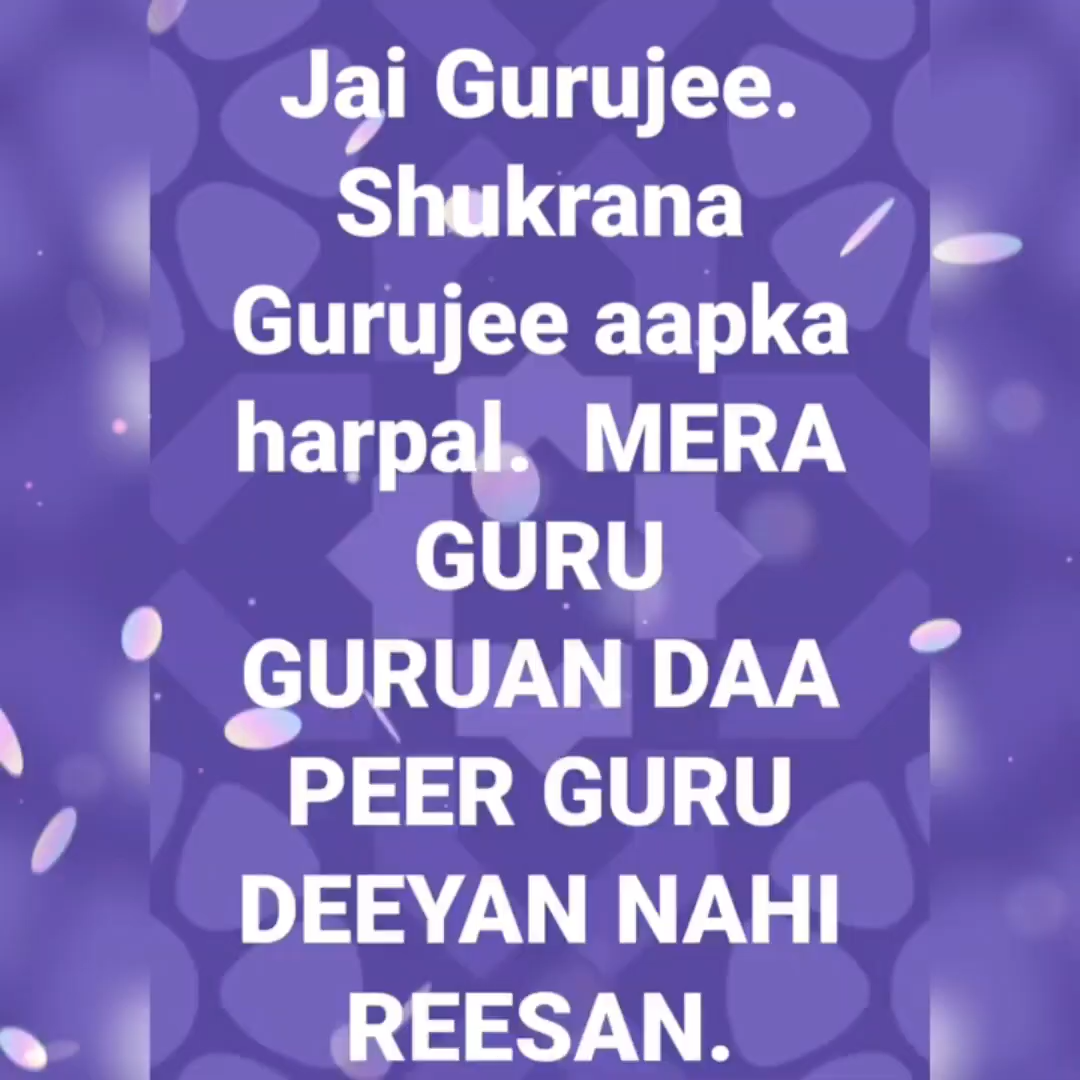 Jai Gurujee.
Shukrana
Gurujee aapka
harpal.  MERA
GURU
GURUAN DAA
PEER GURU
DEEYAN NAHI
REESAN.